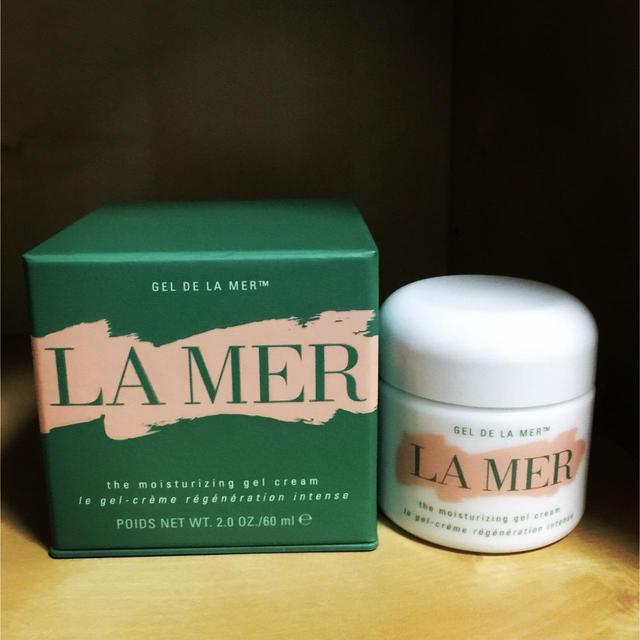 GEL DE LA MER™
LA MER
the moisturizing gel cream
le gel-crème régénération intense
POIDS NET WT. 2.0 OZ./60 ml ℮
GEL DE LA MER™
LA MER
the moisturizing gel cream
le gel-crème régénération intense